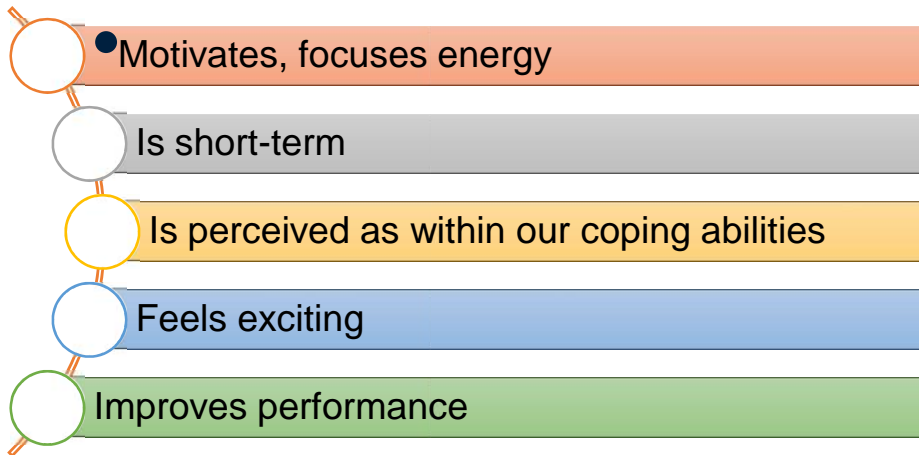 •Motivates, focuses energy
Is short-term
Is perceived as within our coping abilities
Feels exciting
Improves performance